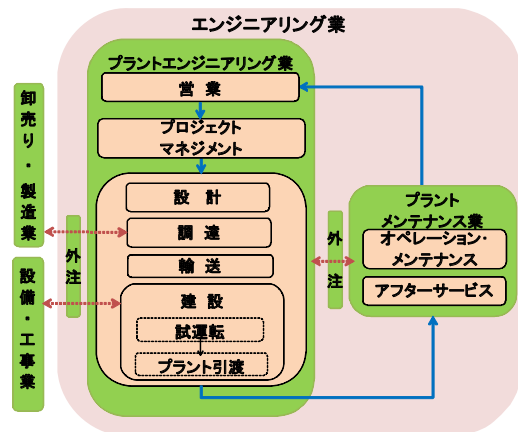 エンジニアリング業
プラントエンジニアリング業
営業
プロジェクト
マネジメント
設計
調達
輸送
建設
試運転
プラント引渡
卸売り・製造業
設備・工事業
外注
外注
プラント
メンテナンス業
オペレーション・
メンテナンス
アフターサービス